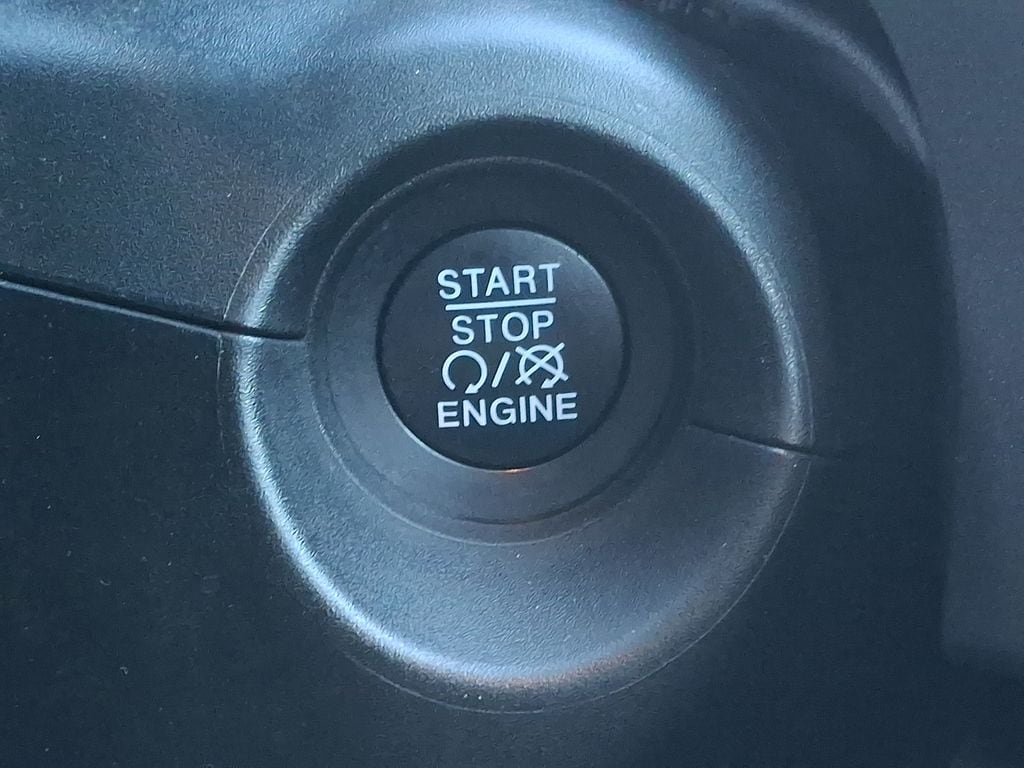 START
STOP
/
ENGINE